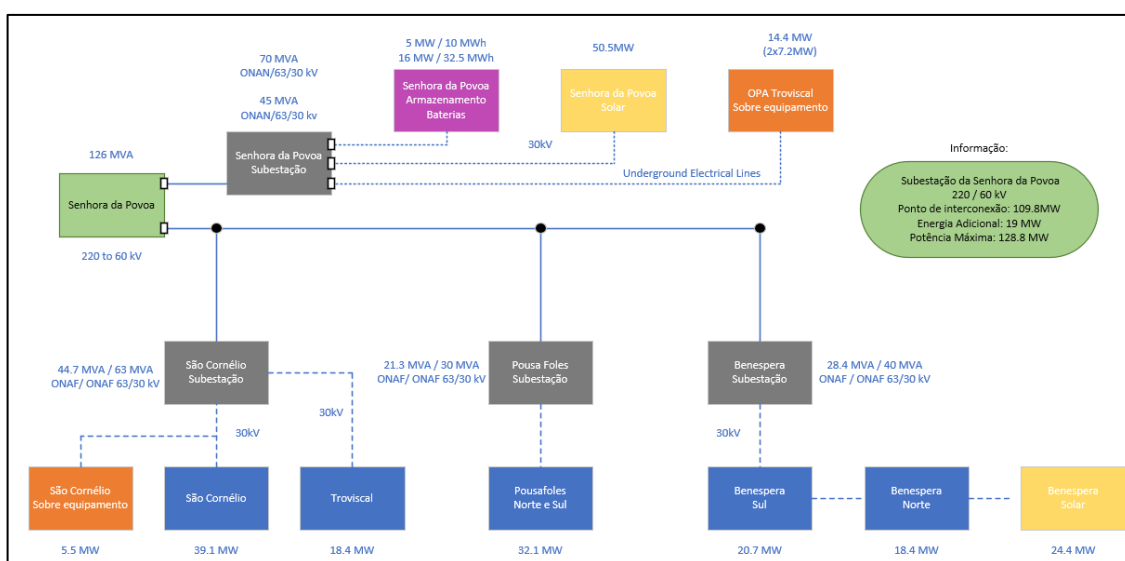 5 MW / 10 MWh
16 MW / 32.5 MWh
50.5MW
14.4 MW
(2x7.2MW)
70 MVA
ONAN/63/30 kV
45 MVA
ONAN/63/30 kv
Senhora da Povoa
Armazenamento
Baterias
Senhora da Povoa
Solar
OPA Troviscal
Sobre equipamento
30kV
126 MVA
Senhora da Povoa
Subestação
Underground Electrical Lines
Senhora da Povoa
220 to 60 kV
Informação:
Subestação da Senhora da Povoa
220 / 60 kV
Ponto de interconexão: 109.8MW
Energia Adicional: 19 MW
Potência Máxima: 128.8 MW
44.7 MVA / 63 MVA
ONAF/ ONAF 63/30 kV
São Cornélio
Subestação
21.3 MVA / 30 MVA
ONAF/ ONAF 63/30 kV
Pousa Foles
Subestação
Benespera
Subestação
28.4 MVA / 40 MVA
ONAF / ONAF 63/30 kV
30kV
30kV
30kV
São Cornélio
Sobre equipamento
São Cornélio
Troviscal
Pousafoles
Norte e Sul
Benespera
Sul
Benespera
Norte
Benespera
Solar
5.5 MW
39.1 MW
18.4 MW
32.1 MW
20.7 MW
18.4 MW
24.4 MW